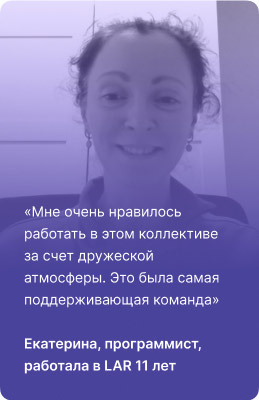 «Мне очень нравилось
работать в этом коллективе
за счет дружеской
атмосферы. Это была самая
поддерживающая команда»
Екатерина, программист,
работала в LAR 11 лет